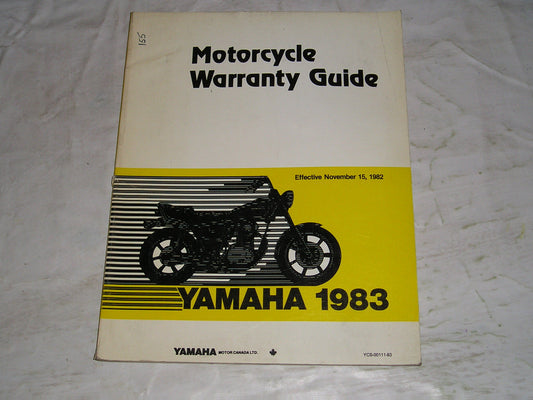 155
Motorcycle
Warranty Guide
Effective November 15, 1982
YAMAHA 1983
YAMAHA MOTOR CANADA LTD.
YCS-00111-83